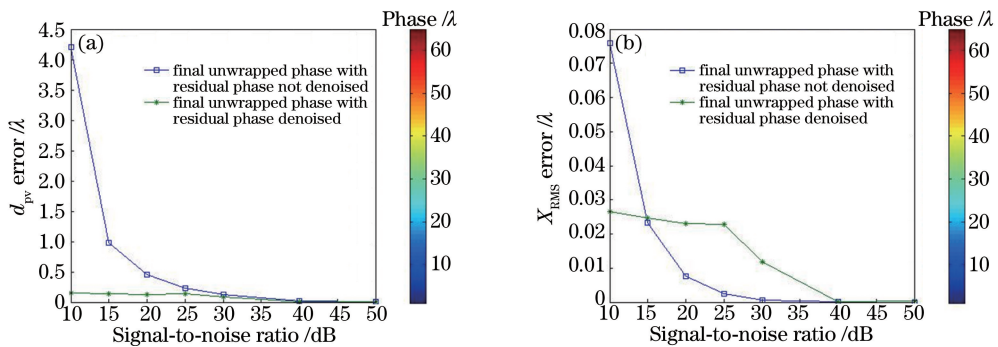 Phase /λ
(a)
4.5
4.0
3.5
3.0
2.5
2.0
1.5
1.0
0.5
0
d_pv error /λ
final unwrapped phase with
residual phase not denoised
final unwrapped phase with
residual phase denoised
10 15 20 25 30 35 40 45 50
Signal-to-noise ratio /dB
60
50
40
30
20
10
Phase /λ
(b)
0.08
0.07
0.06
0.05
0.04
0.03
0.02
0.01
0
X_RMS error /λ
final unwrapped phase with
residual phase not denoised
final unwrapped phase with
residual phase denoised
10 15 20 25 30 35 40 45 50
Signal-to-noise ratio /dB
60
50
40
30
20
10